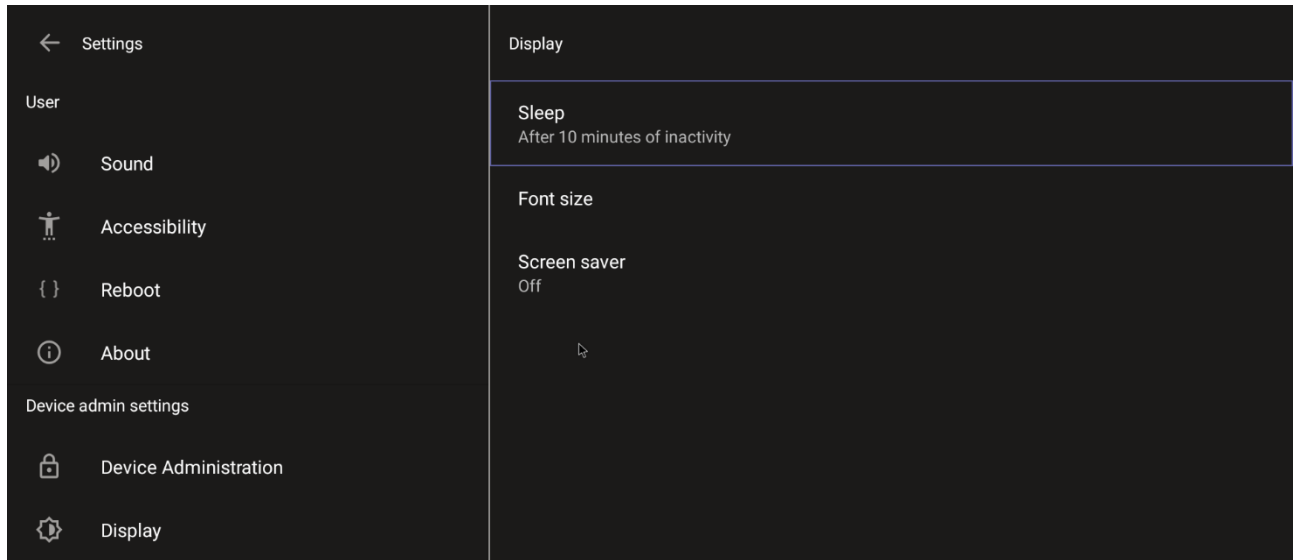 Settings
User
Sound
Accessibility
{ } Reboot
About
Device admin settings
Device Administration
Display
Display
Sleep
After 10 minutes of inactivity
Font size
Screen saver
Off